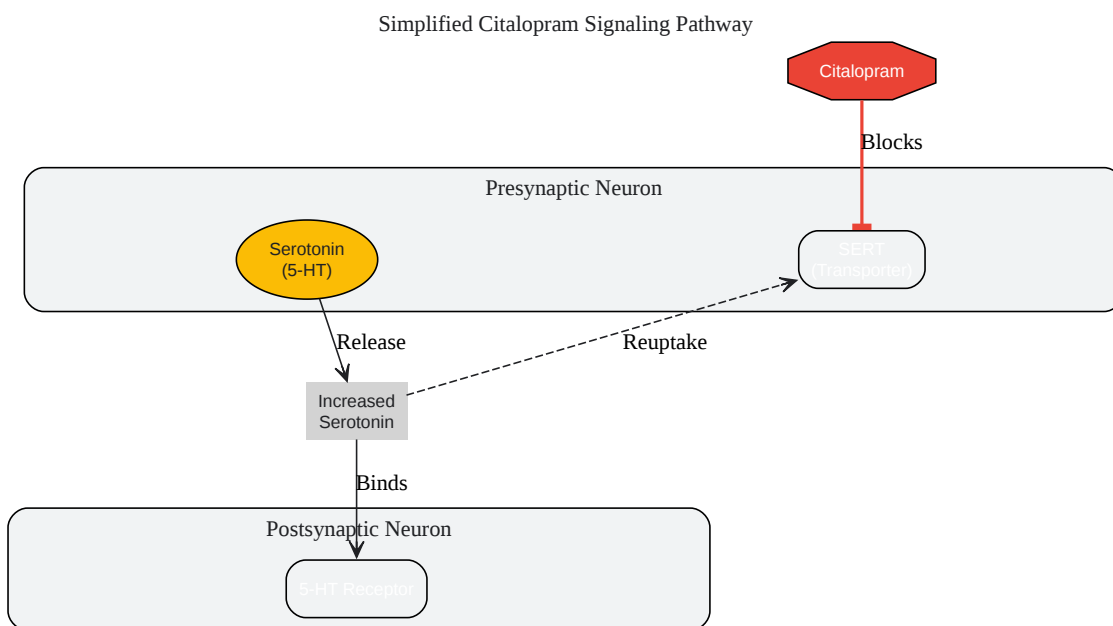 Simplified Citalopram Signaling Pathway
Citalopram
Blocks
Presynaptic Neuron
Serotonin
(5-HT)
SERT
(Transporter)
Release
Reuptake
Increased
Serotonin
Binds
Postsynaptic Neuron
5-HT Receptor